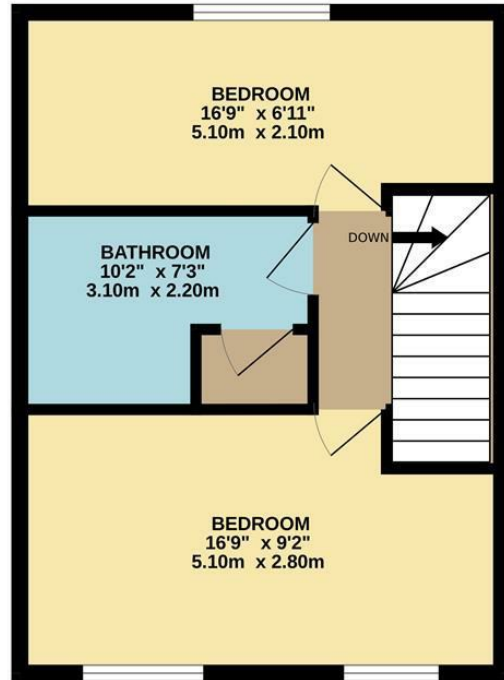 BEDROOM
16'9" x 6'11"
5.10m x 2.10m
DOWN
BATHROOM
10'2" x 7'3"
3.10m x 2.20m
BEDROOM
16'9" x 9'2"
5.10m x 2.80m